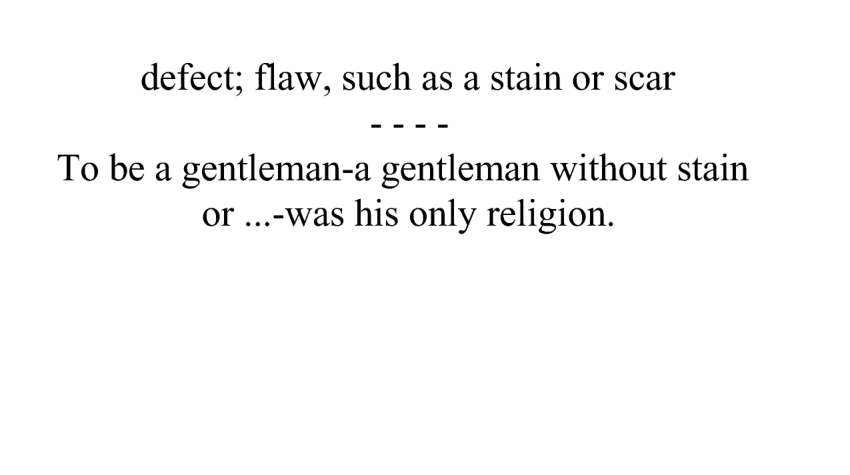 defect; flaw, such as a stain or scar
- - - -
To be a gentleman-a gentleman without stain
or ...-was his only religion.